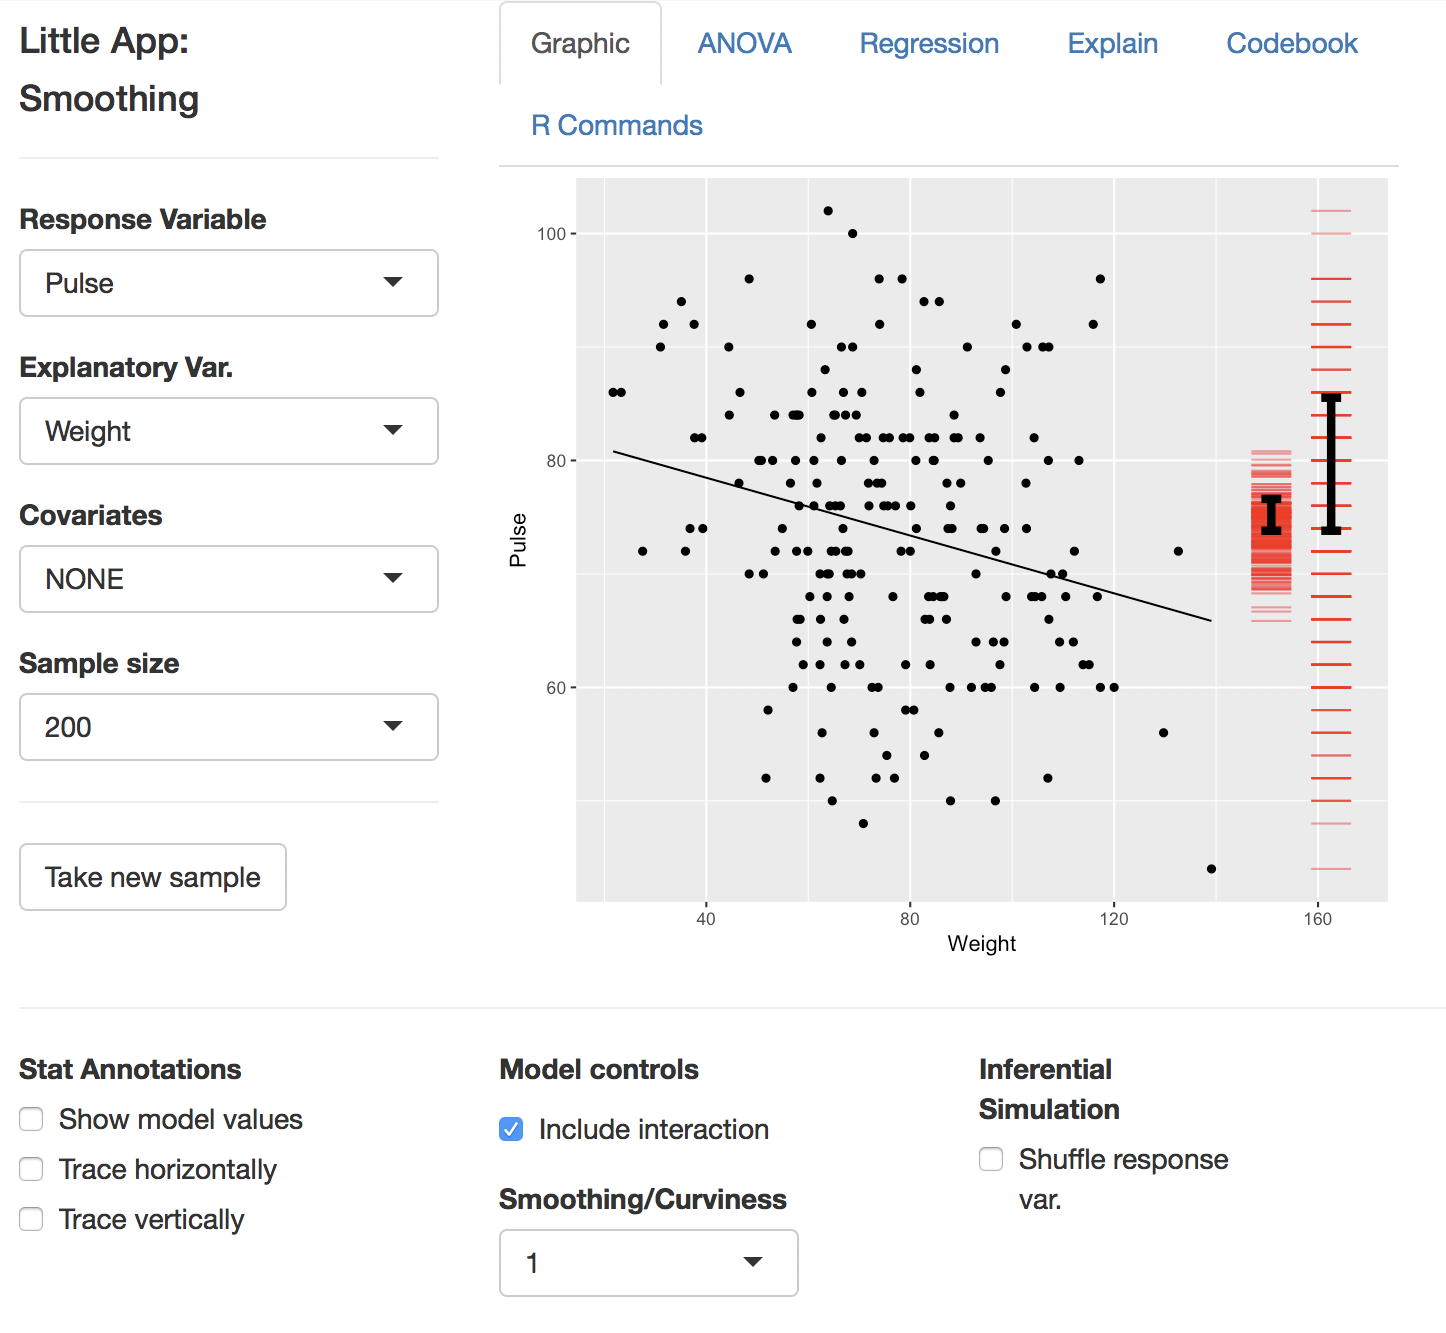 Little App:
Smoothing
Graphic
ANOVA
Regression
Explain
Codebook
R Commands
Response Variable
Pulse
Explanatory Var.
Weight
Covariates
NONE
Sample size
200
Take new sample
100
80
60
Pulse
40
80
120
160
Weight
Stat Annotations
Show model values
Trace horizontally
Trace vertically
Model controls
Include interaction
Smoothing/Curviness
1
Inferential
Simulation
Shuffle response
var.